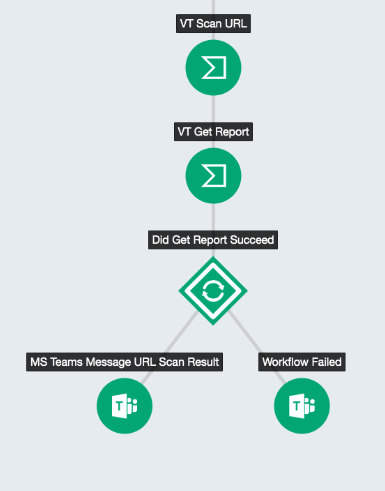 VT Scan URL
VT Get Report
Did Get Report Succeed
MS Teams Message URL Scan Result
Workflow Failed
T
T